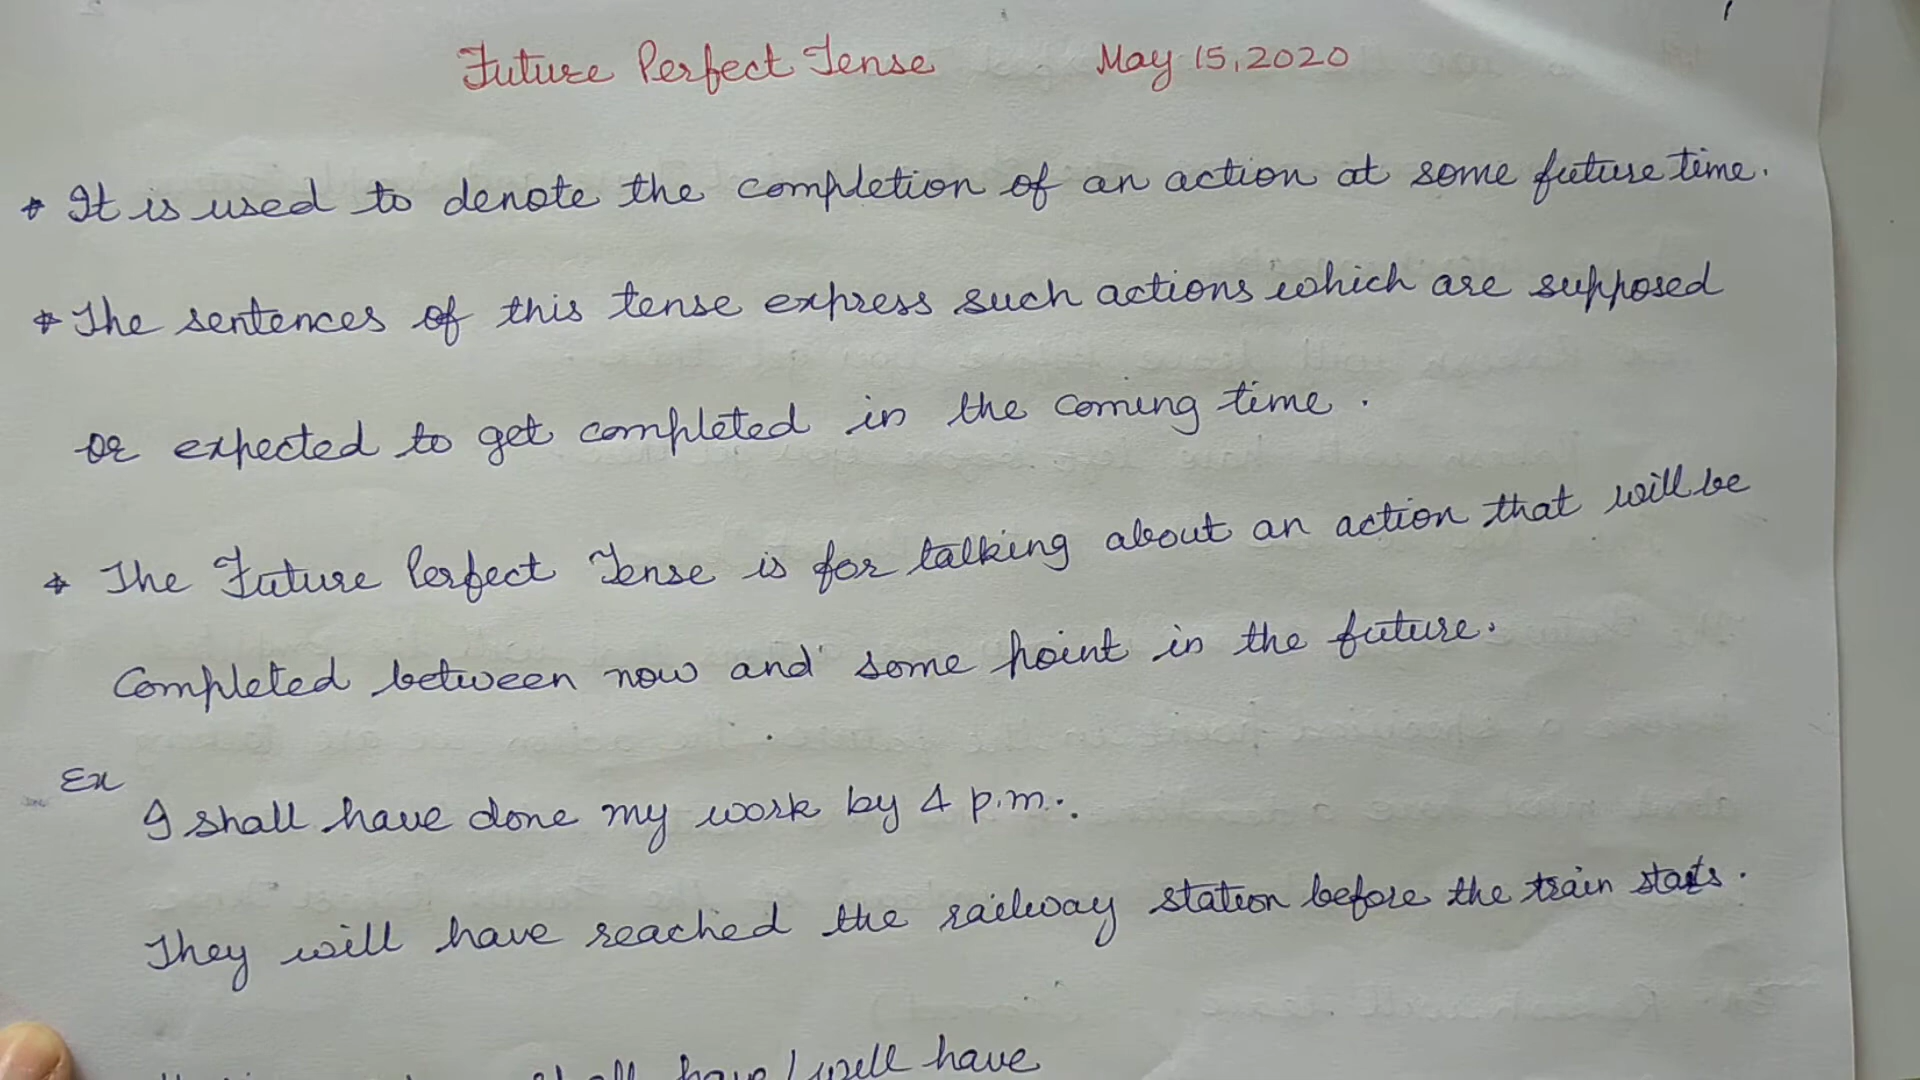 Future Perfect Tense May 15, 2020
* It is used to denote the completion of an action at some future time.
* The sentences of this tense express such actions which are supposed
or expected to get completed in the coming time.
* The Future Perfect Tense is for talking about an action that will be
Completed between now and some point in the future.
Ex
I shall have done my work by 4 p.m..
They will have reached the railway station before the train starts.
shall have / will have